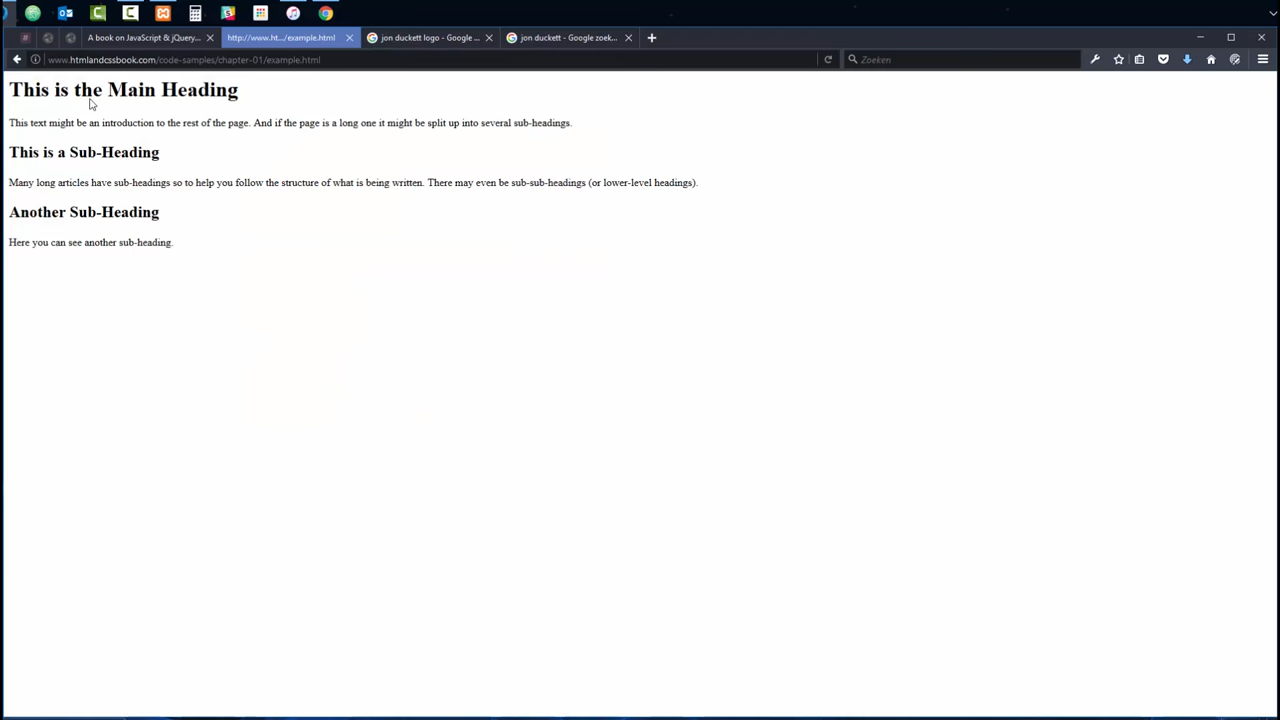 A book on JavaScript & jQuery...
http://www.ht.../example.html
jon duckett logo - Google ...
jon duckett - Google zoek...
www.htmlandcssbook.com/code-samples/chapter-01/example.html
Zoeken
This is the Main Heading
This text might be an introduction to the rest of the page. And if the page is a long one it might be split up into several sub-headings.
This is a Sub-Heading
Many long articles have sub-headings so to help you follow the structure of what is being written. There may even be sub-sub-headings (or lower-level headings).
Another Sub-Heading
Here you can see another sub-heading.